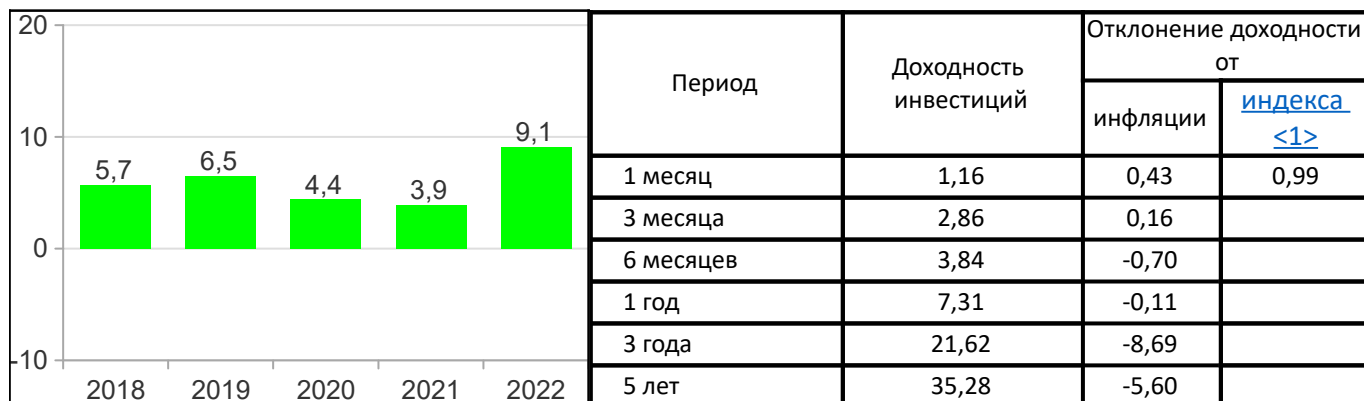 20
10
0
-10
5,7
6,5
4,4
3,9
9,1
2018 2019 2020 2021 2022
Период
Доходность
инвестиций
Отклонение доходности
от
инфляции
индекса
<1>
1 месяц 1,16 0,43 0,99
3 месяца 2,86 0,16
6 месяцев 3,84 -0,70
1 год 7,31 -0,11
3 года 21,62 -8,69
5 лет 35,28 -5,60